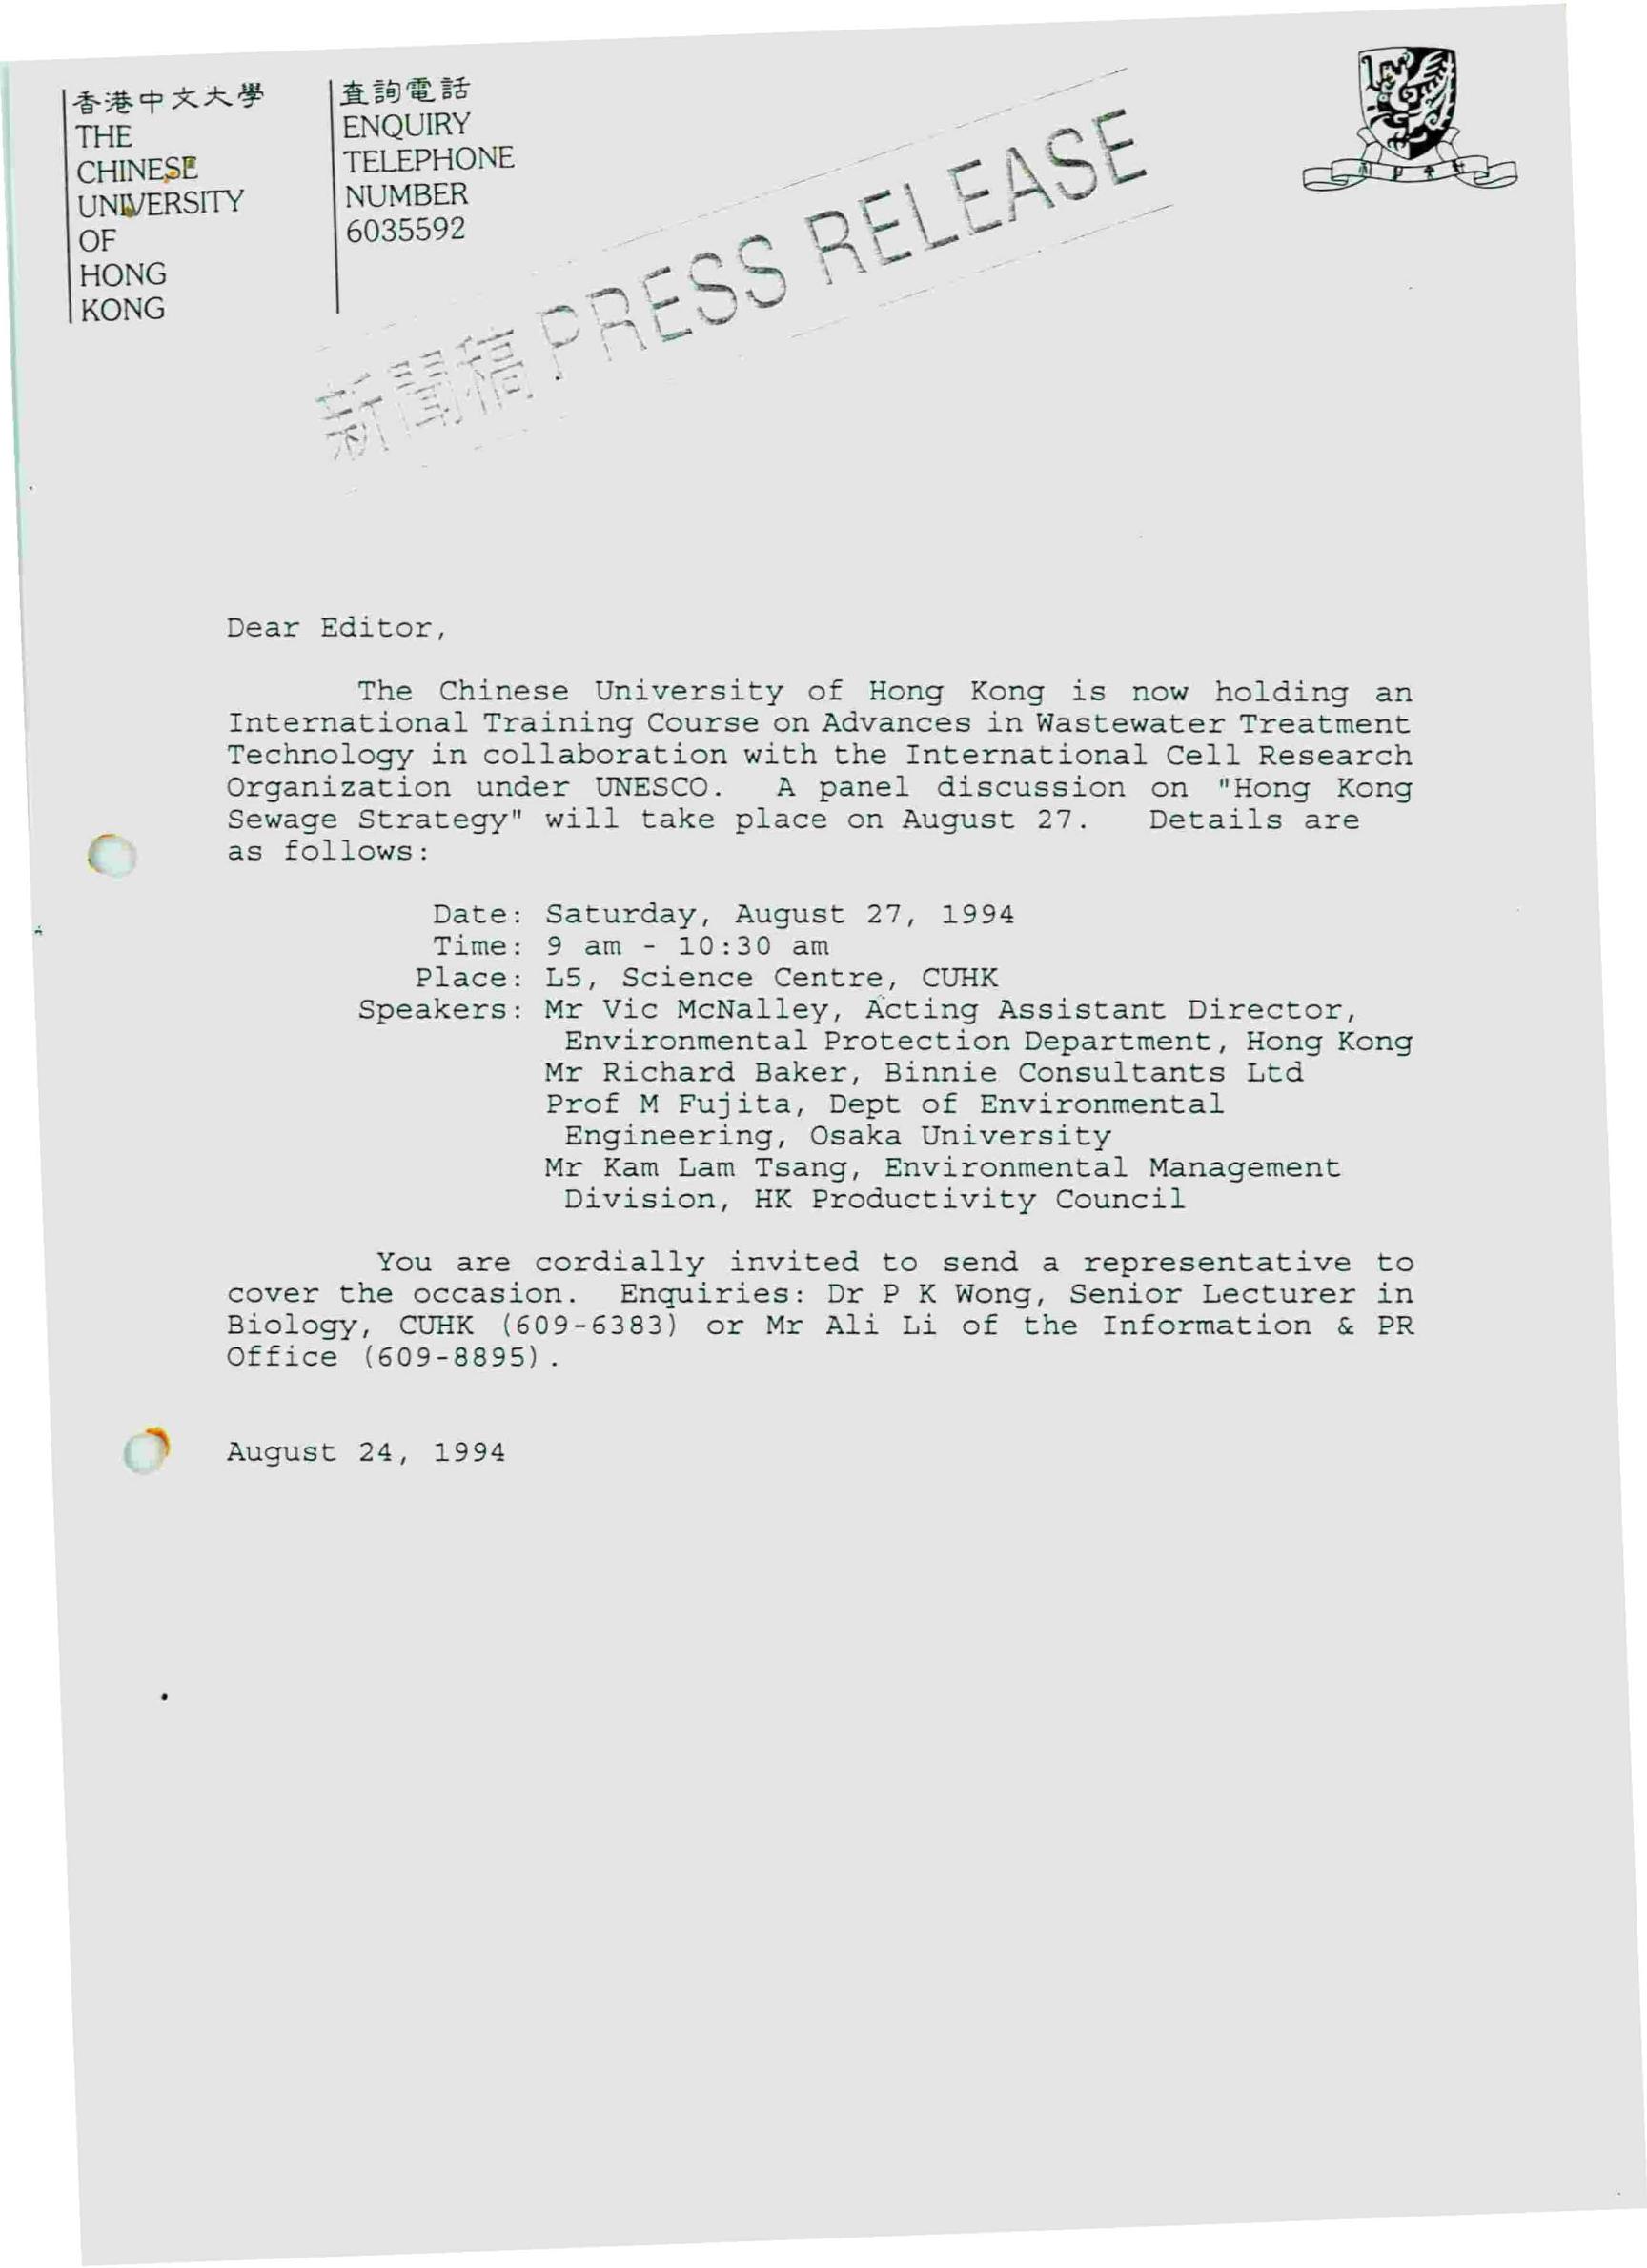 香港中文大學
THE
CHINESE
UNIVERSITY
OF
HONG
KONG
查詢電話
ENQUIRY
TELEPHONE
NUMBER
6035592
新聞稿 PRESS RELEASE
Dear Editor,
The Chinese University of Hong Kong is now holding an
International Training Course on Advances in Wastewater Treatment
Technology in collaboration with the International Cell Research
Organization under UNESCO. A panel discussion on "Hong Kong
Sewage Strategy" will take place on August 27. Details are
as follows:
Date: Saturday, August 27, 1994
Time: 9 am - 10:30 am
Place: L5, Science Centre, CUHK
Speakers: Mr Vic McNalley, Acting Assistant Director,
Environmental Protection Department, Hong Kong
Mr Richard Baker, Binnie Consultants Ltd
Prof M Fujita, Dept of Environmental
Engineering, Osaka University
Mr Kam Lam Tsang, Environmental Management
Division, HK Productivity Council
You are cordially invited to send a representative to
cover the occasion. Enquiries: Dr P K Wong, Senior Lecturer in
Biology, CUHK (609-6383) or Mr Ali Li of the Information & PR
Office (609-8895).
August 24, 1994